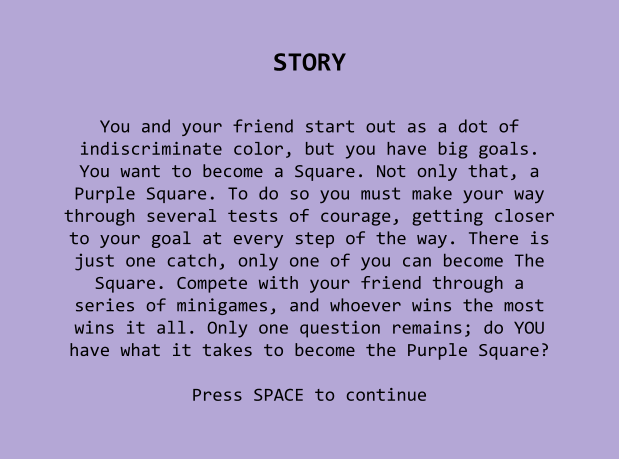 STORY
You and your friend start out as a dot of
indiscriminate color, but you have big goals.
You want to become a Square. Not only that, a
Purple Square. To do so you must make your way
through several tests of courage, getting closer
to your goal at every step of the way. There is
just one catch, only one of you can become The
Square. Compete with your friend through a
series of minigames, and whoever wins the most
wins it all. Only one question remains; do YOU
have what it takes to become the Purple Square?
Press SPACE to continue